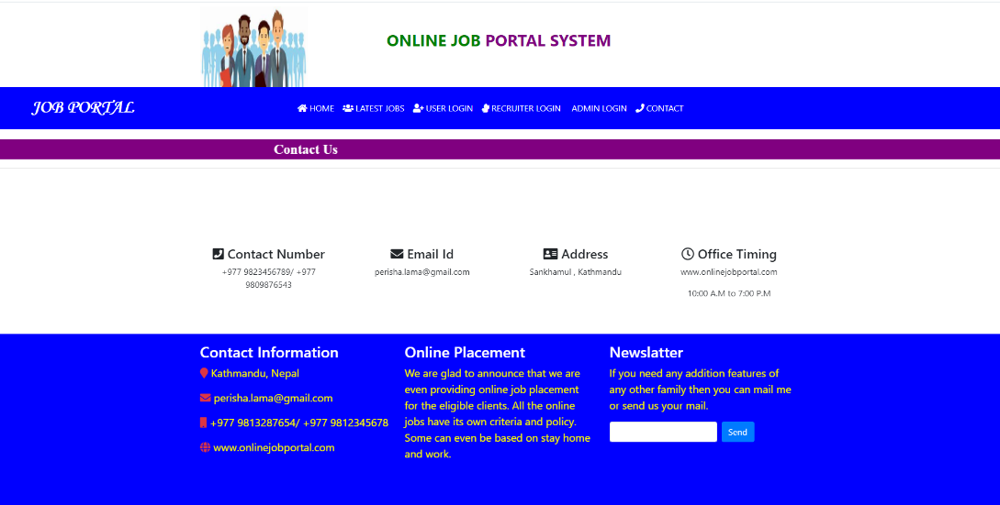 ONLINE JOB PORTAL SYSTEM
JOB PORTAL
HOME LATEST JOBS USER LOGIN RECRUITER LOGIN ADMIN LOGIN CONTACT
Contact Us
Contact Number
+977 9823456789/ +977
9809876543
Email Id
perisha.lama@gmail.com
Address
Sankhamul , Kathmandu
Office Timing
www.onlinejobportal.com
10:00 A.M to 7:00 P.M
Contact Information
Kathmandu, Nepal
perisha.lama@gmail.com
+977 9813287654/ +977 9812345678
www.onlinejobportal.com
Online Placement
We are glad to announce that we are
even providing online job placement
for the eligible clients. All the online
jobs have its own criteria and policy.
Some can even be based on stay home
and work.
Newslatter
If you need any addition features of
any other family then you can mail me
or send us your mail.
Send